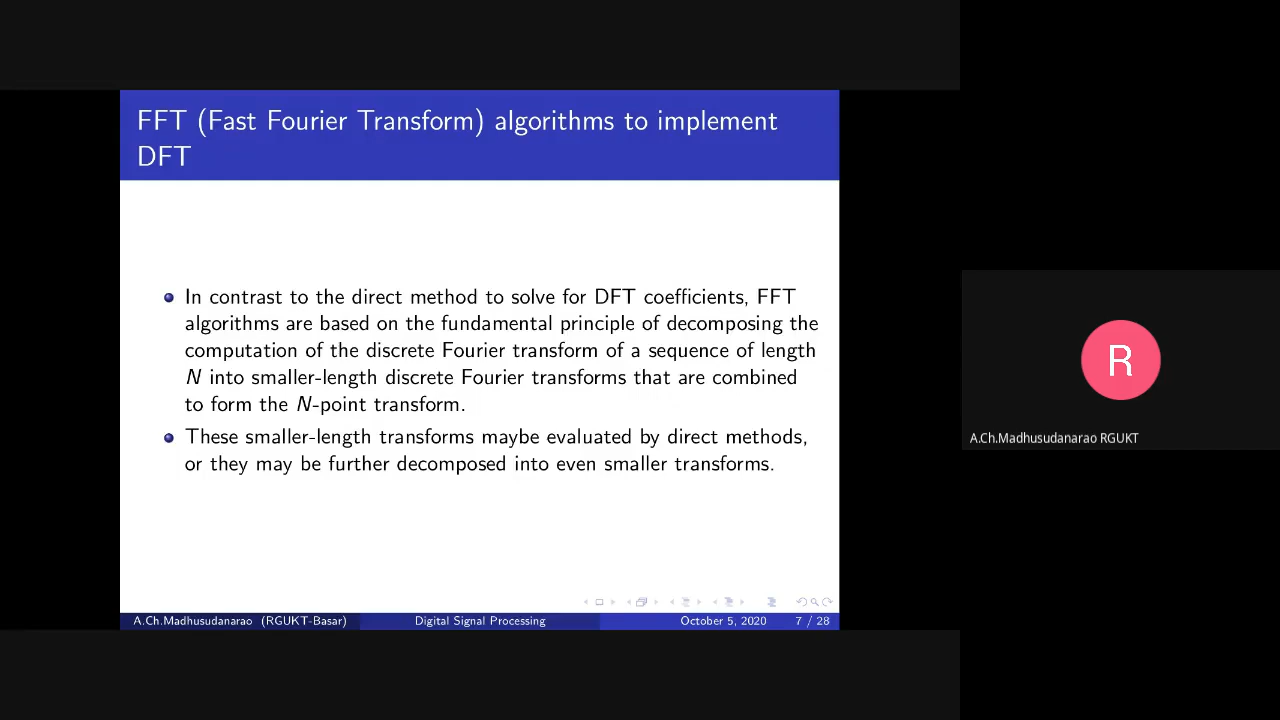 FFT (Fast Fourier Transform) algorithms to implement
DFT
In contrast to the direct method to solve for DFT coefficients, FFT
algorithms are based on the fundamental principle of decomposing the
computation of the discrete Fourier transform of a sequence of length
N into smaller-length discrete Fourier transforms that are combined
to form the N-point transform.
These smaller-length transforms maybe evaluated by direct methods,
or they may be further decomposed into even smaller transforms.
A.Ch.Madhusudanarao (RGUKT-Basar) Digital Signal Processing October 5, 2020 7 / 28
R
A.Ch.Madhusudanarao RGUKT